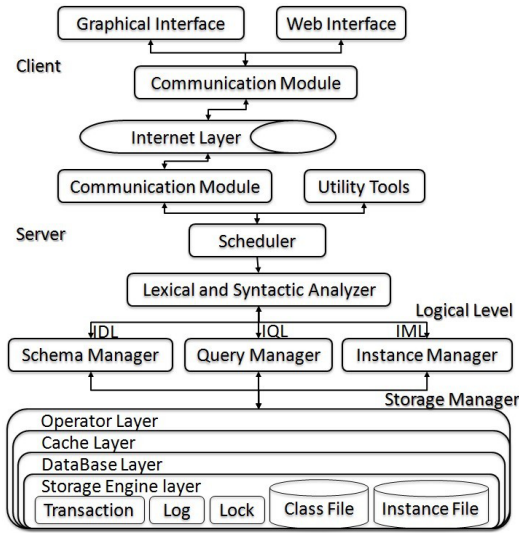 Graphical Interface
Web Interface
Client
Communication Module
Internet Layer
Communication Module
Utility Tools
Server
Scheduler
Lexical and Syntactic Analyzer
Logical Level
IDL
IQL
IML
Schema Manager
Query Manager
Instance Manager
Storage Manager
Operator Layer
Cache Layer
DataBase Layer
Storage Engine layer
Transaction
Log
Lock
Class File
Instance File